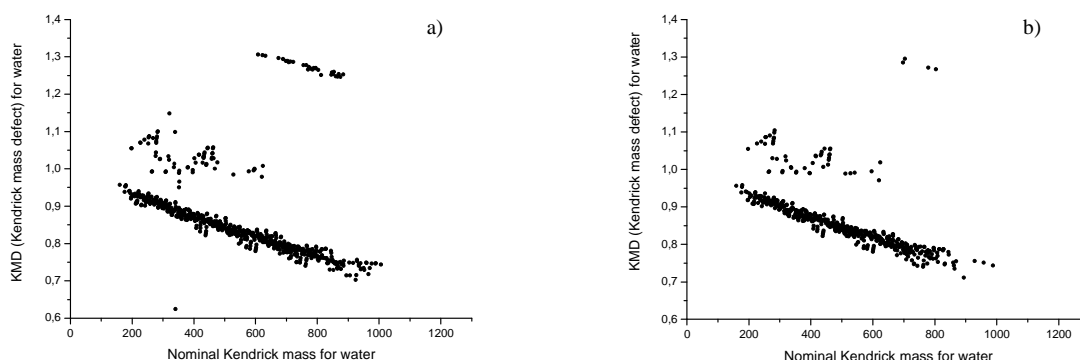 a)
1,4
1,3
1,2
1,1
1,0
0,9
0,8
0,7
0,6
KMD (Kendrick mass defect) for water
0 200 400 600 800 1000 1200
Nominal Kendrick mass for water
b)
1,4
1,3
1,2
1,1
1,0
0,9
0,8
0,7
0,6
KMD (Kendrick mass defect) for water
0 200 400 600 800 1000 1200
Nominal Kendrick mass for water